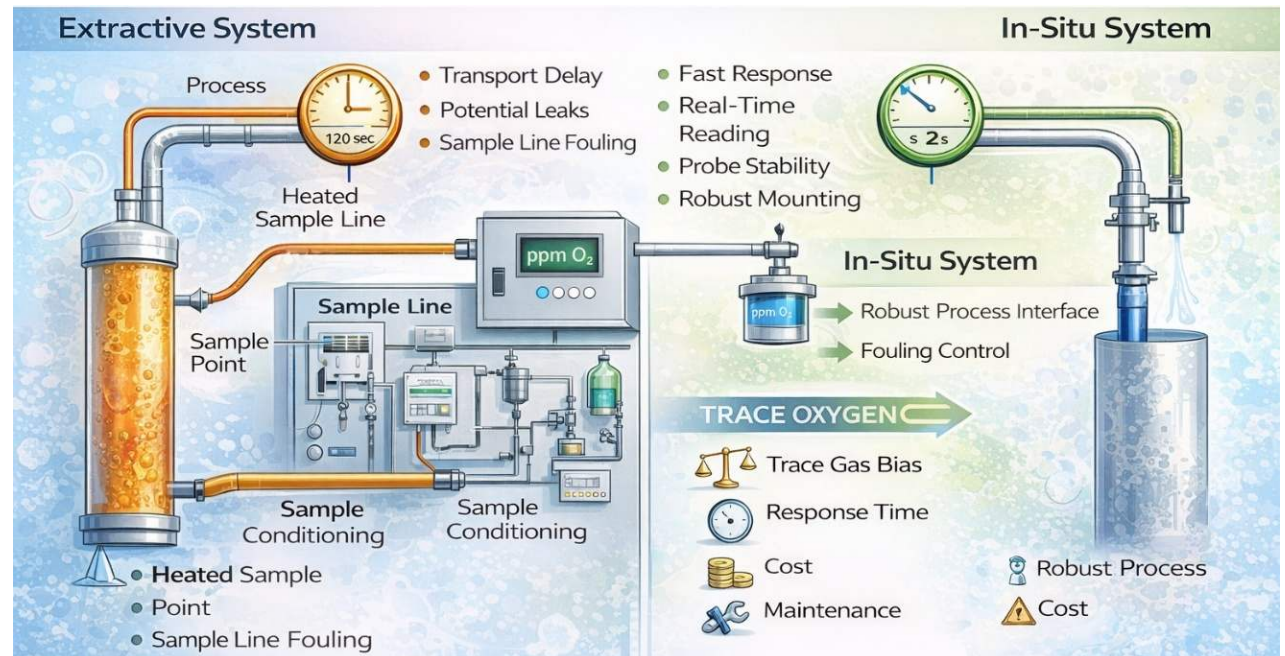 Extractive System
In-Situ System
Process
120 sec
Transport Delay
Potential Leaks
Sample Line Fouling
Heated
Sample Line
Fast Response
Real-Time
Reading
Probe Stability
Robust Mounting
s 2s
ppm O₂
Sample Line
Sample
Point
ppm O₂
In-Situ System
Robust Process Interface
Fouling Control
Sample
Conditioning
Sample
Conditioning
Heated Sample
Point
Sample Line Fouling
TRACE OXYGEN
Trace Gas Bias
Response Time
Cost
Maintenance
Robust Process
Cost